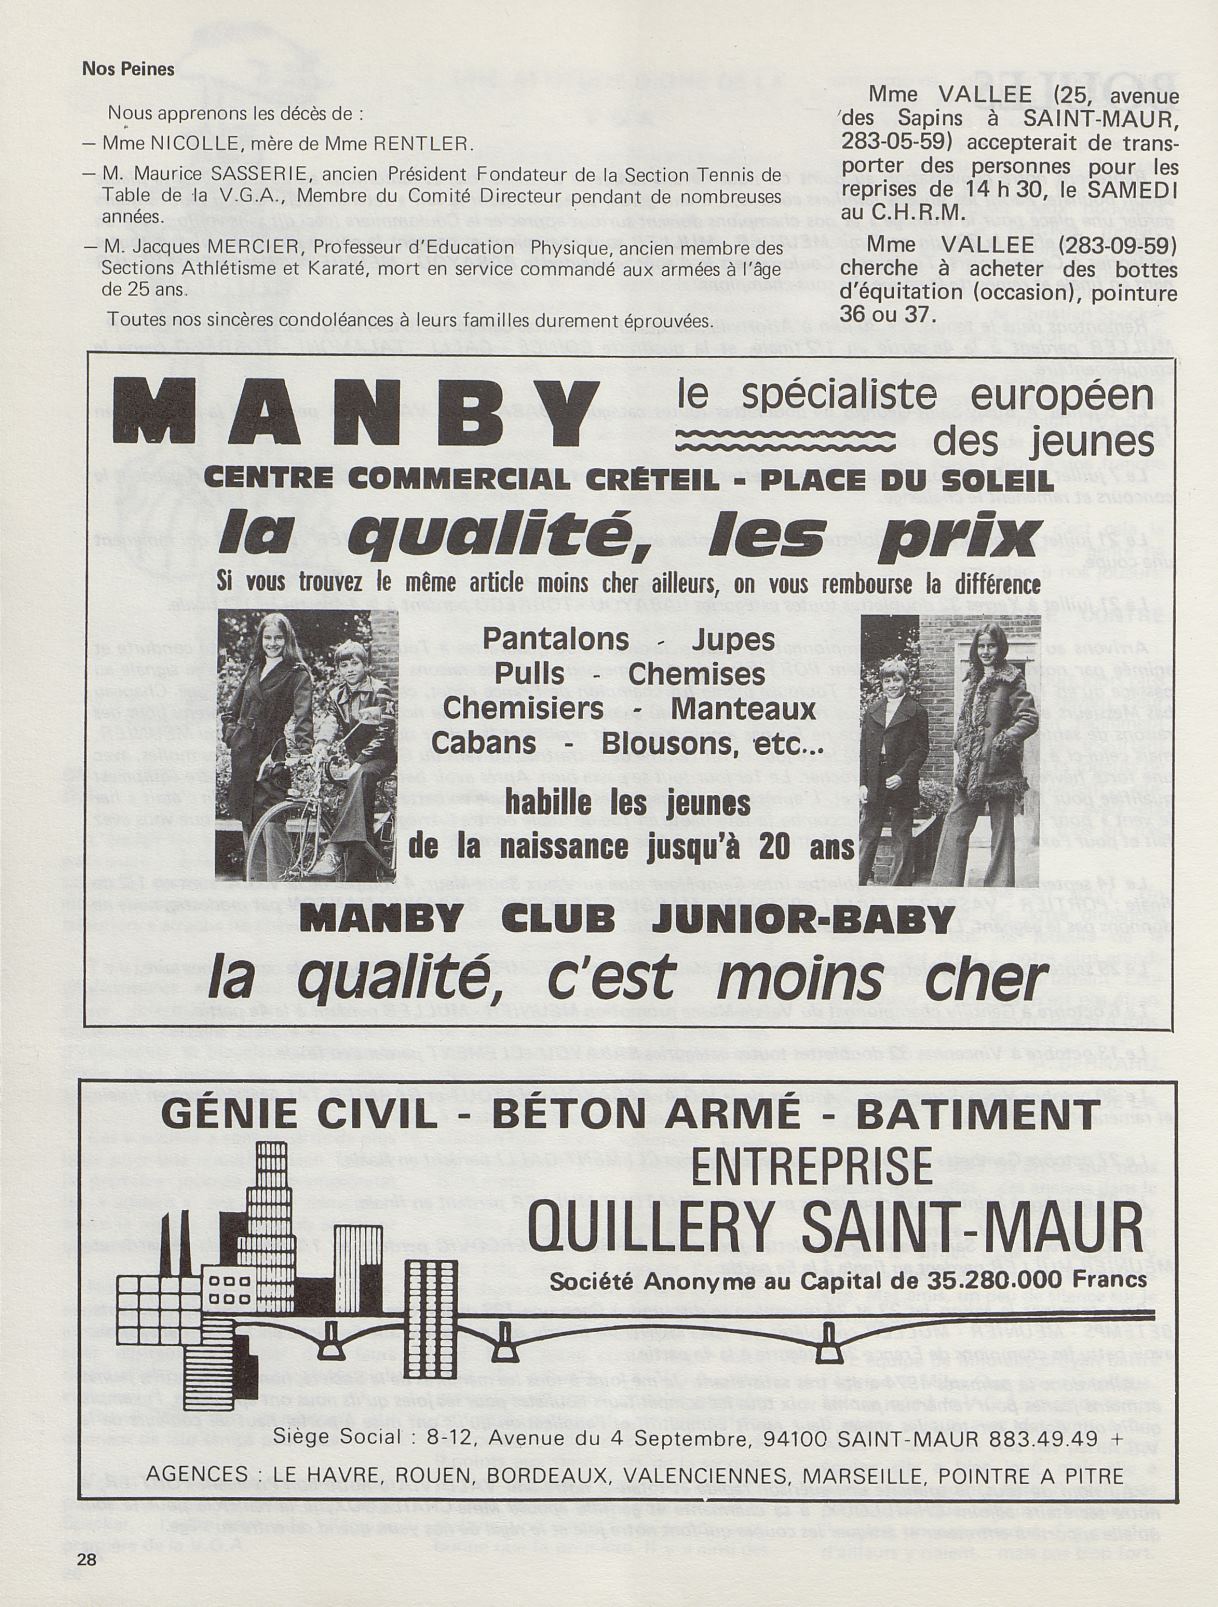 Nos Peines
Nous apprenons les décès de :
— Mme NICOLLE, mère de Mme RENTLER.
— M. Maurice SASSERIE, ancien Président Fondateur de la Section Tennis de
Table de la V.G.A., Membre du Comité Directeur pendant de nombreuses
années.
— M. Jacques MERCIER, Professeur d'Education Physique, ancien membre des
Sections Athlétisme et Karaté, mort en service commandé aux armées à l'âge
de 25 ans.
Toutes nos sincères condoléances à leurs familles durement éprouvées.
Mme VALLEE (25, avenue
des Sapins à SAINT-MAUR,
283-05-59) accepterait de trans-
porter des personnes pour les
reprises de 14 h 30, le SAMEDI
au C.H.R.M.
Mme VALLEE (283-09-59)
cherche à acheter des bottes
d'équitation (occasion), pointure
36 ou 37.
MANBY
le spécialiste européen
des jeunes
CENTRE COMMERCIAL CRÉTEIL - PLACE DU SOLEIL
la qualité, les prix
Si vous trouvez le même article moins cher ailleurs, on vous rembourse la différence
Pantalons - Jupes
Pulls - Chemises
Chemisiers - Manteaux
Cabans - Blousons, etc...
habille les jeunes
de la naissance jusqu'à 20 ans
MANBY CLUB JUNIOR-BABY
la qualité, c'est moins cher
GÉNIE CIVIL - BÉTON ARMÉ - BATIMENT
ENTREPRISE
QUILLERY SAINT-MAUR
Société Anonyme au Capital de 35.280.000 Francs
Siège Social : 8-12, Avenue du 4 Septembre, 94100 SAINT-MAUR 883.49.49 +
AGENCES : LE HAVRE, ROUEN, BORDEAUX, VALENCIENNES, MARSEILLE, POINTRE A PITRE
28